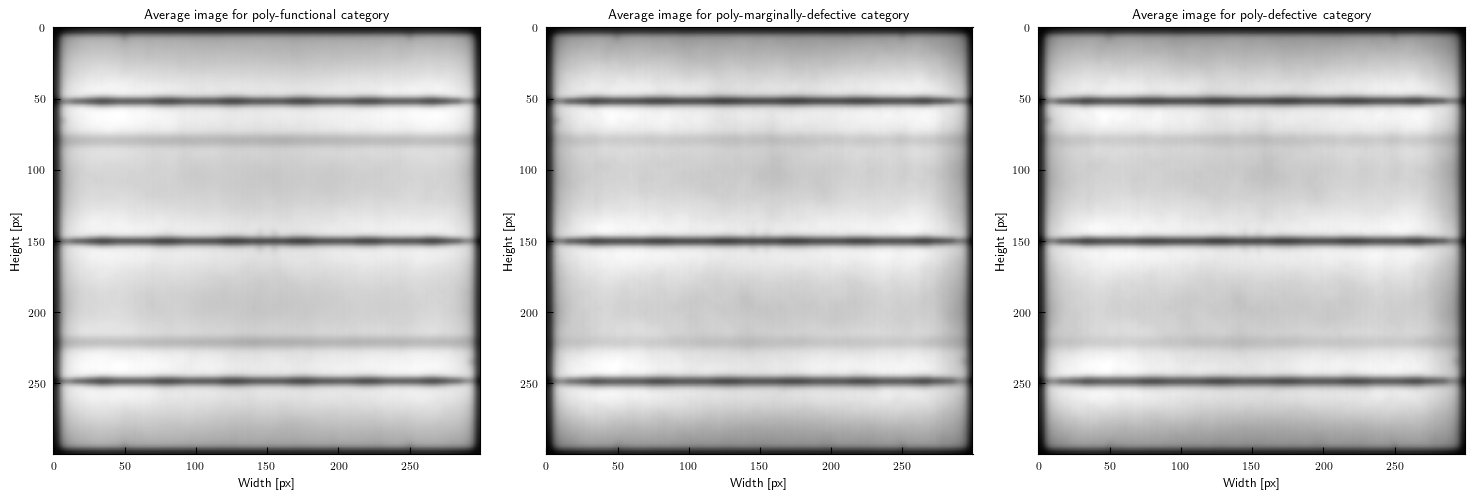 Average image for poly-functional category
Average image for poly-marginally-defective category
Average image for poly-defective category
0
50
100
150
200
250
Height [px]
0 50 100 150 200 250
Width [px]
0
50
100
150
200
250
Height [px]
0 50 100 150 200 250
Width [px]
0
50
100
150
200
250
Height [px]
0 50 100 150 200 250
Width [px]